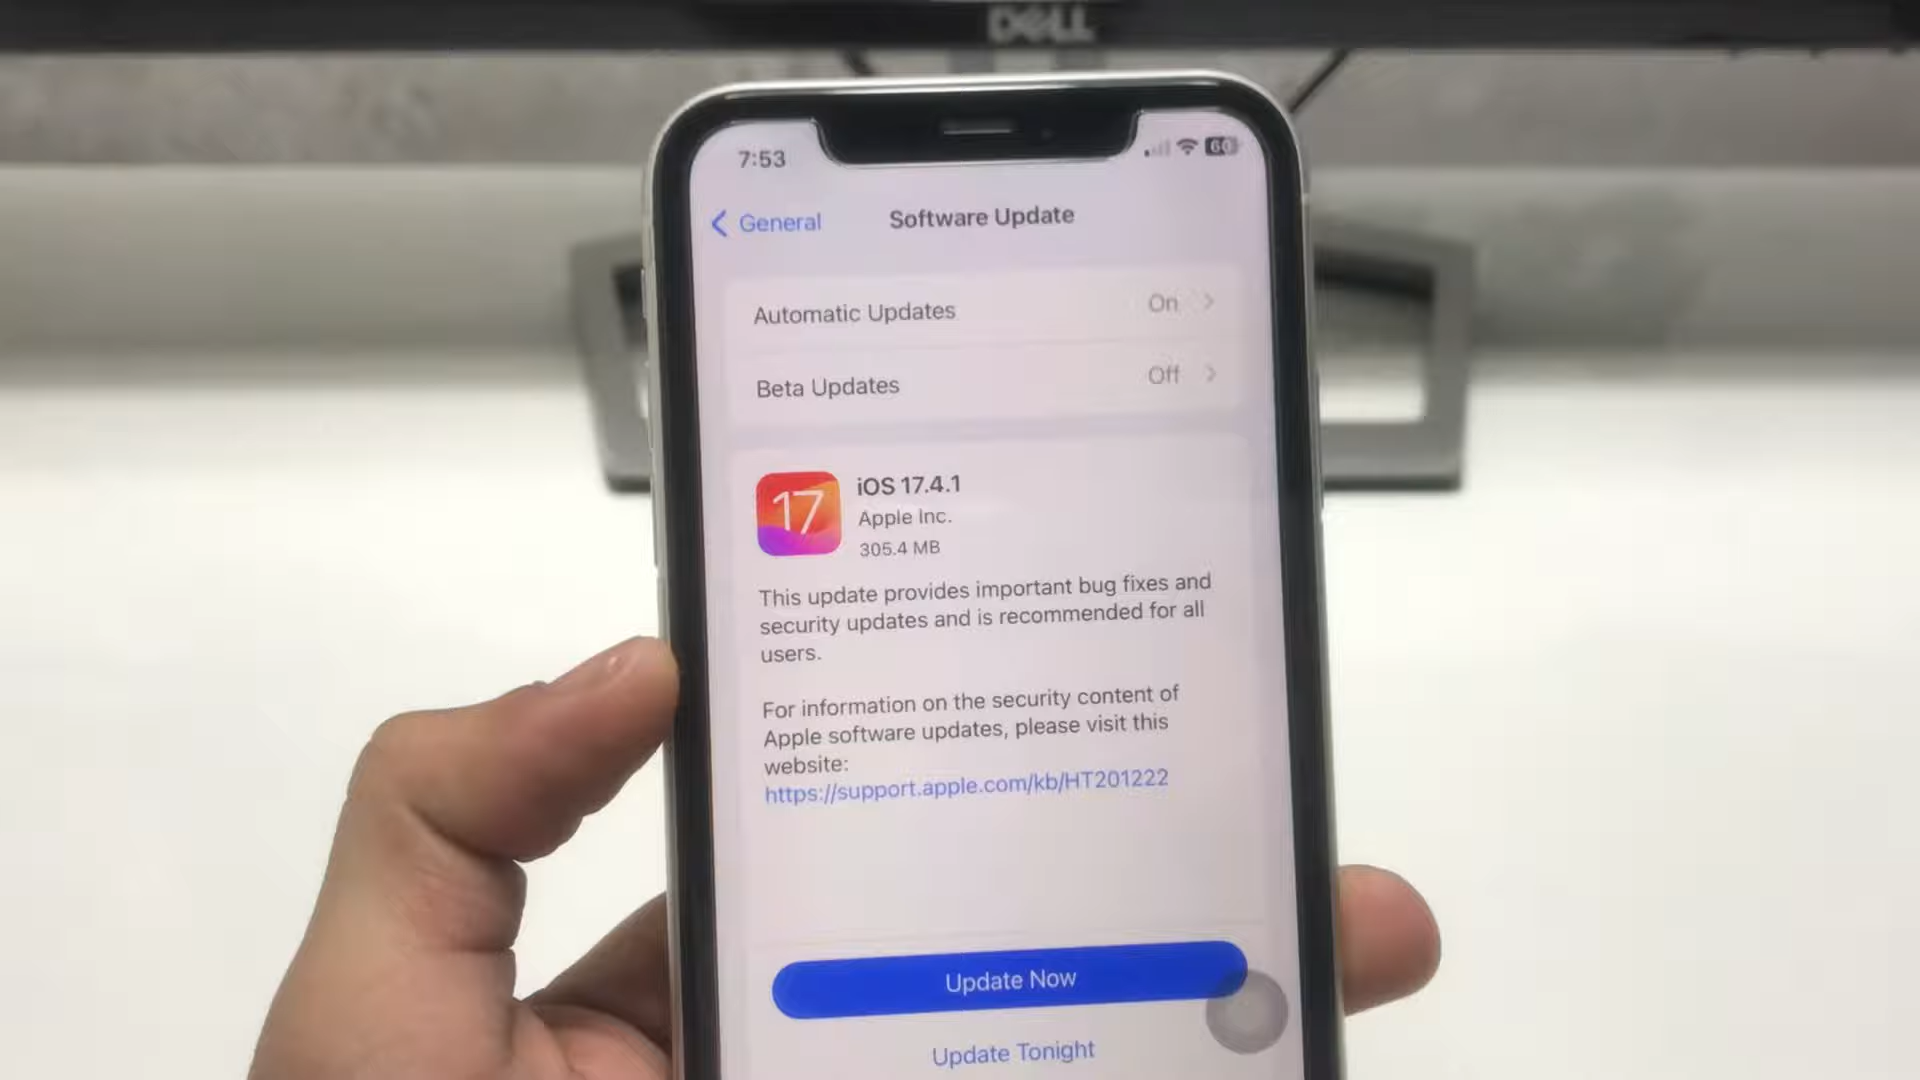 DELL
7:53
60
General
Software Update
Automatic Updates On
Beta Updates Off
17
iOS 17.4.1
Apple Inc.
305.4 MB
This update provides important bug fixes and
security updates and is recommended for all
users.
For information on the security content of
Apple software updates, please visit this
website:
https://support.apple.com/kb/HT201222
Update Now
Update Tonight